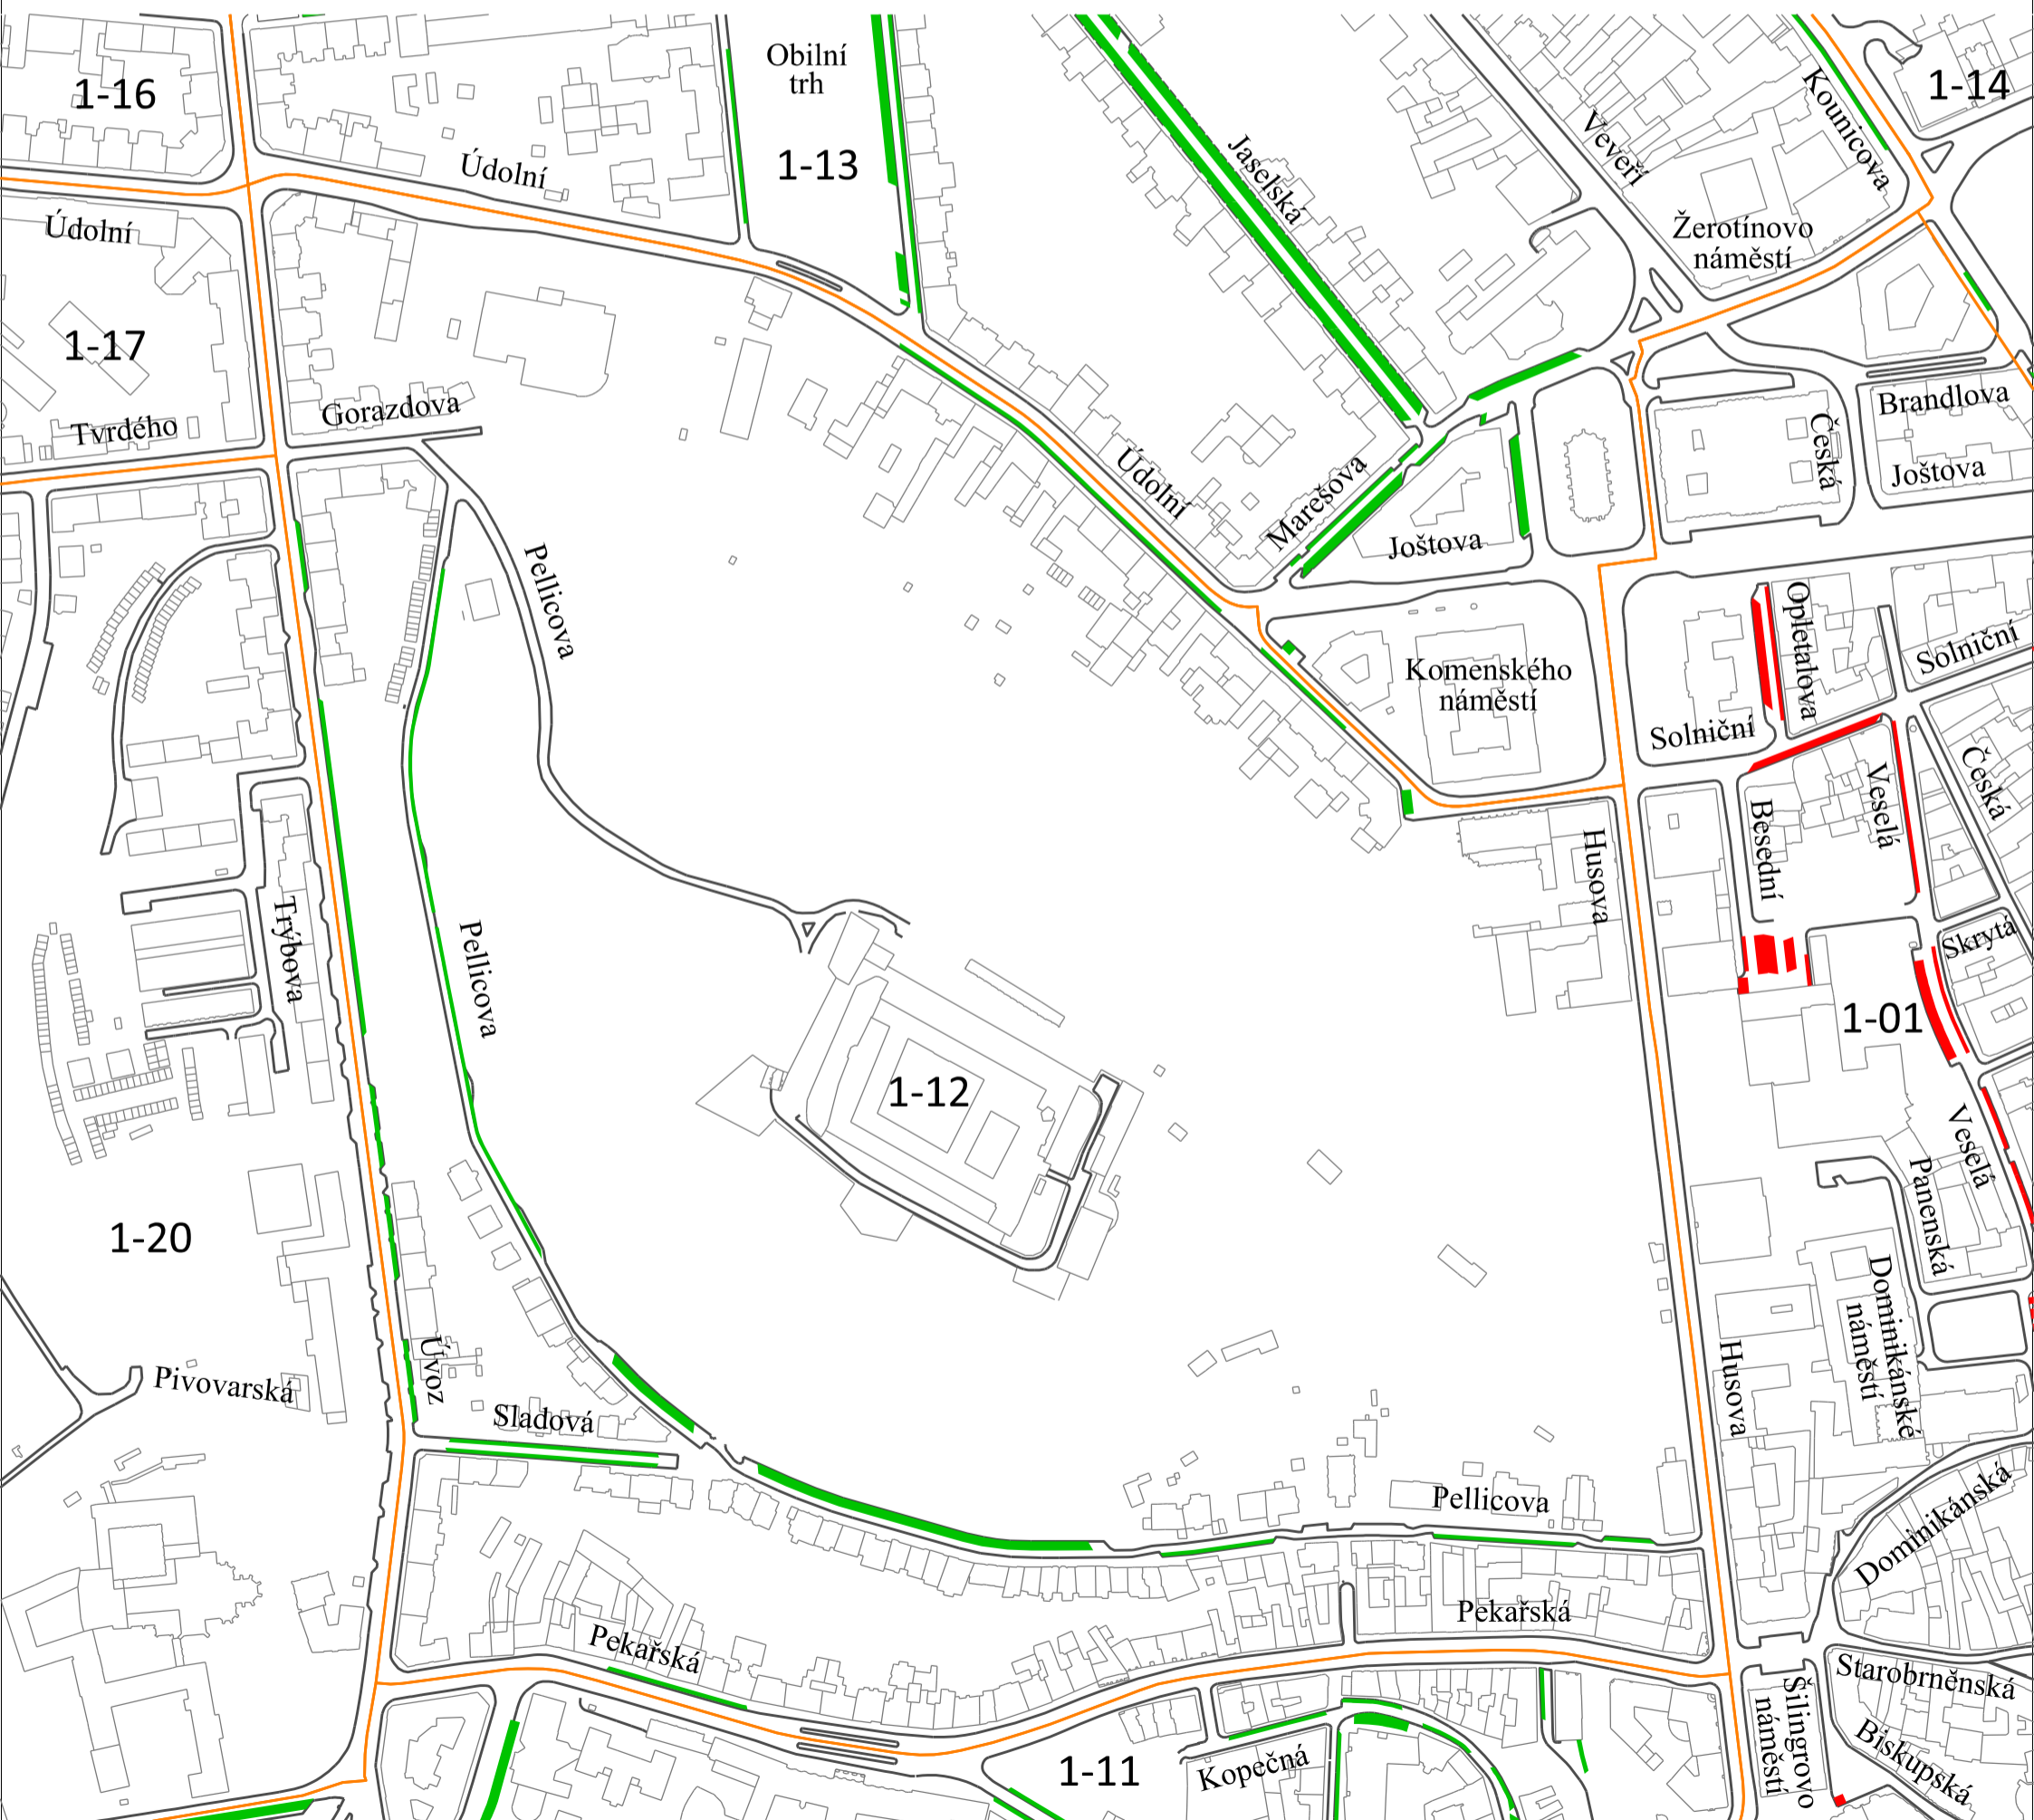 Obilní
trh
1-16
1-14
Kounicova
Veveří
1-13
Jaselská
Údolní
Údolní
Žerotínovo
náměstí
1-17
Gorazdova
Tvrdého
Brandlova
Česká
Joštova
Údolní
Marešova
Joštova
Pellicova
Opletalova
Solniční
Komenského
náměstí
Solniční
Česká
Veselá
Besední
Husova
Trýbova
Pellicova
Skrytá
1-01
1-12
Veselá
Panenská
1-20
Dominikánské
náměstí
Úvoz
Husova
Pivovarská
Sladová
Pellicova
Dominikánská
Pekařská
Pekařská
Starobrněnská
Šilingrovo
náměstí
Biskupská
1-11
Kopečná